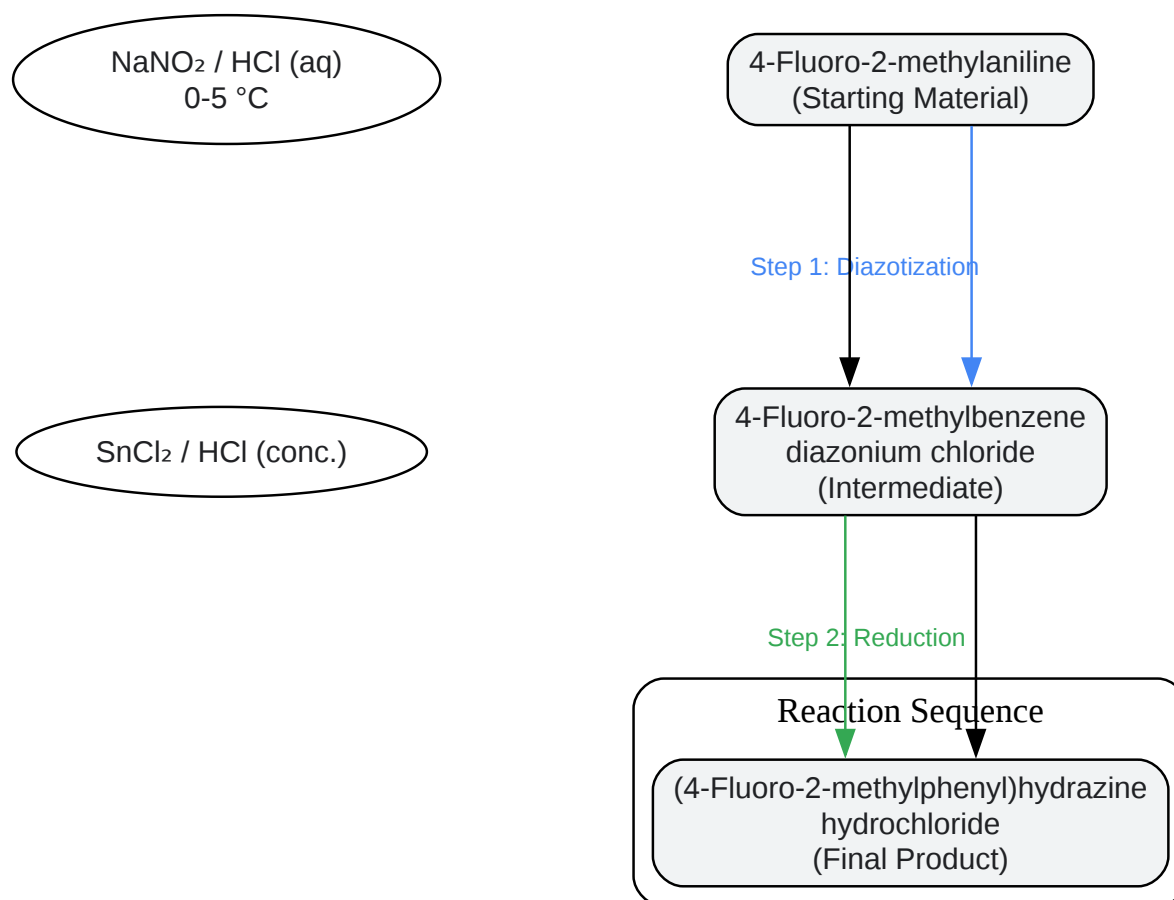 NaNO₂ / HCl (aq)
0-5 °C
4-Fluoro-2-methylaniline
(Starting Material)
Step 1: Diazotization
SnCl₂ / HCl (conc.)
4-Fluoro-2-methylbenzene
diazonium chloride
(Intermediate)
Step 2: Reduction
Reaction Sequence
(4-Fluoro-2-methylphenyl)hydrazine
hydrochloride
(Final Product)